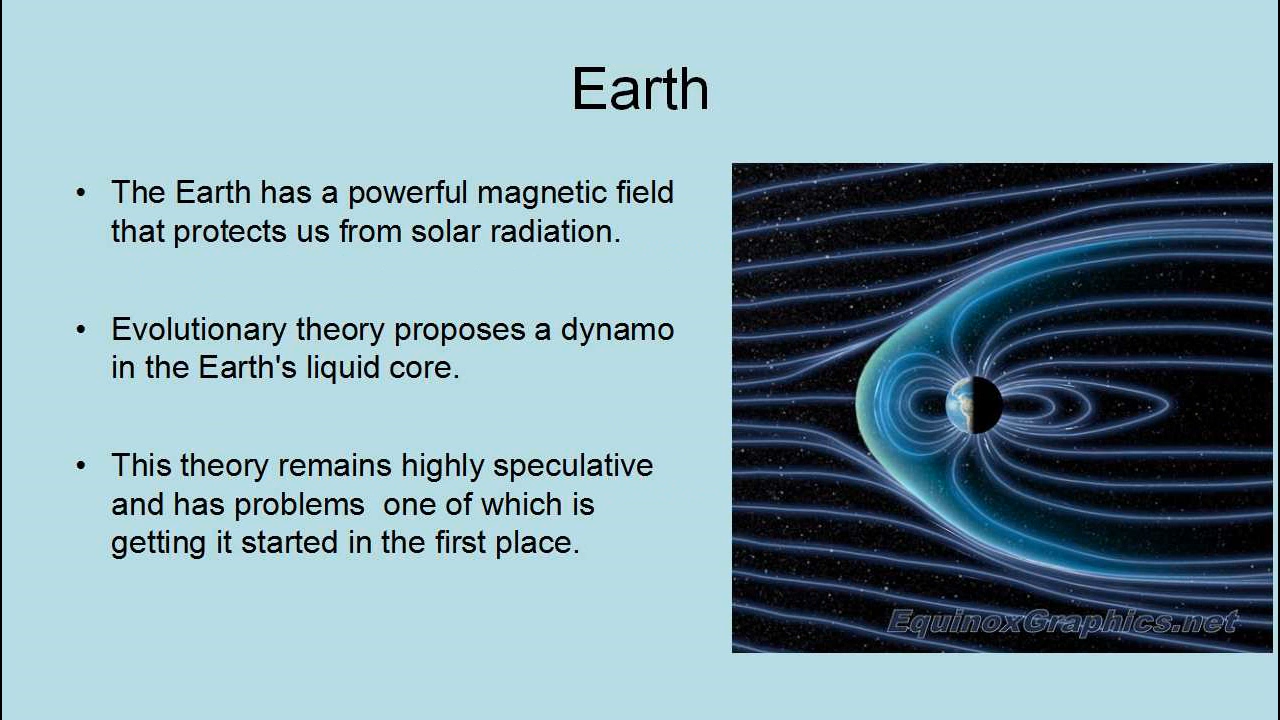 Earth
• The Earth has a powerful magnetic field
that protects us from solar radiation.
• Evolutionary theory proposes a dynamo
in the Earth's liquid core.
• This theory remains highly speculative
and has problems  one of which is
getting it started in the first place.
EquinoxGraphics.net